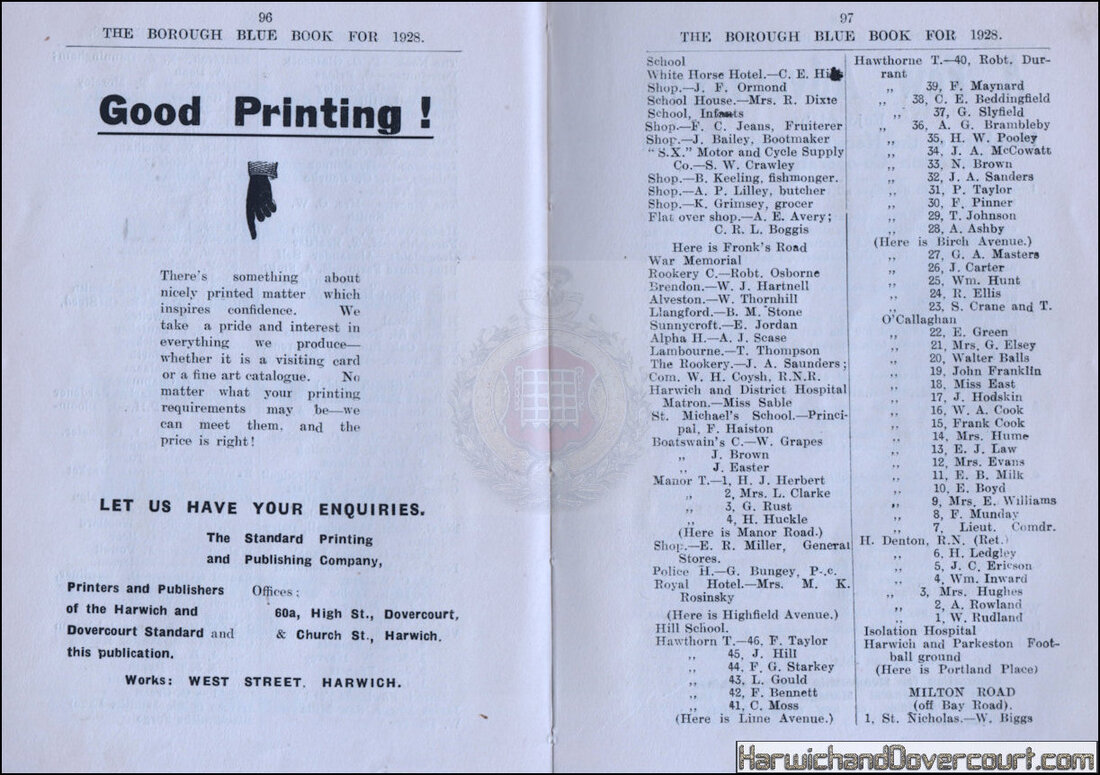 96
THE BOROUGH BLUE BOOK FOR 1928.
Good Printing !
There's something about
nicely printed matter which
inspires confidence. We
take a pride and interest in
everything we produce—
whether it is a visiting card
or a fine art catalogue. No
matter what your printing
requirements may be—we
can meet them, and the
price is right!
LET US HAVE YOUR ENQUIRIES.
The Standard Printing
and Publishing Company,
Printers and Publishers
of the Harwich and
Dovercourt Standard and
this publication.
Offices:
60a, High St., Dovercourt,
& Church St., Harwich.
Works: WEST STREET, HARWICH.
97
THE BOROUGH BLUE BOOK FOR 1928.
School
White Horse Hotel.—C. E.
Shop.—J. F. Ormond
School House.—Mrs. R. Dixie
School, Infants
Shop.—F. C. Jeans, Fruiterer
Shop.—J. Bailey, Bootmaker
"S.X." Motor and Cycle Supply
Co.—S. W. Crawley
Shop.—B. Keeling, fishmonger.
Shop.—A. P. Lilley, butcher
Shop.—K. Grimsey, grocer
Flat over shop.—A. E. Avery;
C. R. L. Boggis
Here is Fronk's Road
War Memorial
Rookery C.—Robt. Osborne
Brendon.—W. J. Hartnell
Alveston.—W. Thornhill
Llangford.—B. M. Stone
Sunnycroft.—E. Jordan
Alpha H.—A. J. Scase
Lambourne.—T. Thompson
The Rookery.—J. A. Saunders;
Com. W. H. Coysh, R.N.R.
Harwich and District Hospital
Matron.—Miss Sable
St. Michael's School.—Princi-
pal, F. Haiston
Boatswain's C.—W. Grapes
,, J. Brown
,, J. Easter
Manor T.—1, H. J. Herbert
,, 2, Mrs. L. Clarke
,, 3, G. Rust
,, 4, H. Huckle
(Here is Manor Road.)
Shop.—E. R. Miller, General
Stores.
Police H.—G. Bungey, P.c.
Royal Hotel.—Mrs. M. K.
Rosinsky
(Here is Highfield Avenue.)
Hill School.
Hawthorn T.—46, F. Taylor
,, 45, J. Hill
,, 44, F. G. Starkey
,, 43, L. Gould
,, 42, F. Bennett
,, 41, C. Moss
(Here is Lime Avenue.)
Hawthorne T.—40, Robt. Dur-
rant
,, 39, F. Maynard
,, 38, C. E. Beddingfield
,, 37, G. Slyfield
,, 36, A. G. Brambleby
,, 35, H. W. Pooley
,, 34, J. A. McCowatt
,, 33, N. Brown
,, 32, J. A. Sanders
,, 31, P. Taylor
,, 30, F. Pinner
,, 29, T. Johnson
,, 28, A. Ashby
(Here is Birch Avenue.)
,, 27, G. A. Masters
,, 26, J. Carter
,, 25, Wm. Hunt
,, 24, R. Ellis
,, 23, S. Crane and T.
O'Callaghan
,, 22, E. Green
,, 21, Mrs. G. Elsey
,, 20, Walter Balls
,, 19, John Franklin
,, 18, Miss East
,, 17, J. Hodskin
,, 16, W. A. Cook
,, 15, Frank Cook
,, 14, Mrs. Hume
,, 13, E. J. Law
,, 12, Mrs. Evans
,, 11, E. B. Milk
,, 10, E. Boyd
,, 9, Mrs. E. Williams
,, 8, F. Munday
,, 7, Lieut. Comdr.
H. Denton, R.N. (Ret.)
,, 6, H. Ledgley
,, 5, J. C. Ericson
,, 4, Wm. Inward
,, 3, Mrs. Hughes
,, 2, A. Rowland
,, 1, W. Rudland
Isolation Hospital
Harwich and Parkeston Foot-
ball ground
(Here is Portland Place)
MILTON ROAD
(off Bay Road).
1, St. Nicholas.—W. Biggs
HarwichandDovercourt.com